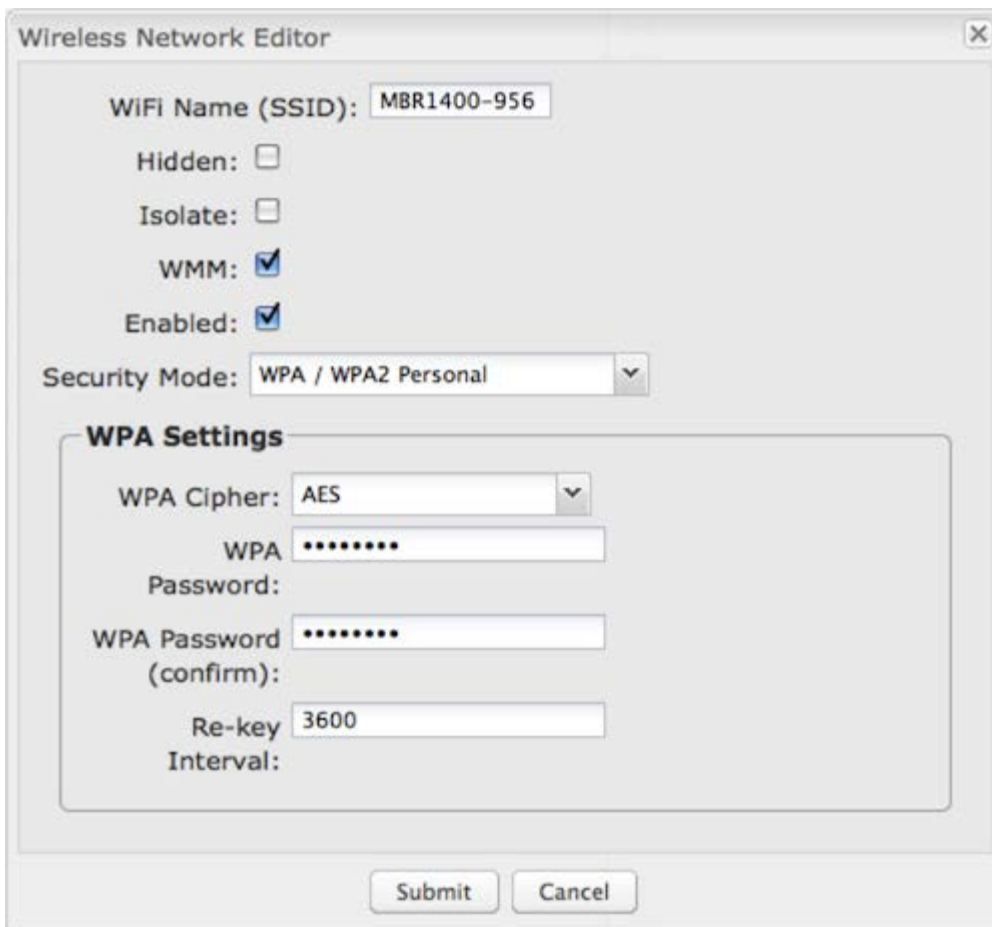 Wireless Network Editor
WiFi Name (SSID): MBR1400-956
Hidden:
Isolate:
WMM:
Enabled:
Security Mode: WPA / WPA2 Personal
WPA Settings
WPA Cipher: AES
WPA Password: ••••••••
WPA Password (confirm): ••••••••
Re-key Interval: 3600
Submit Cancel